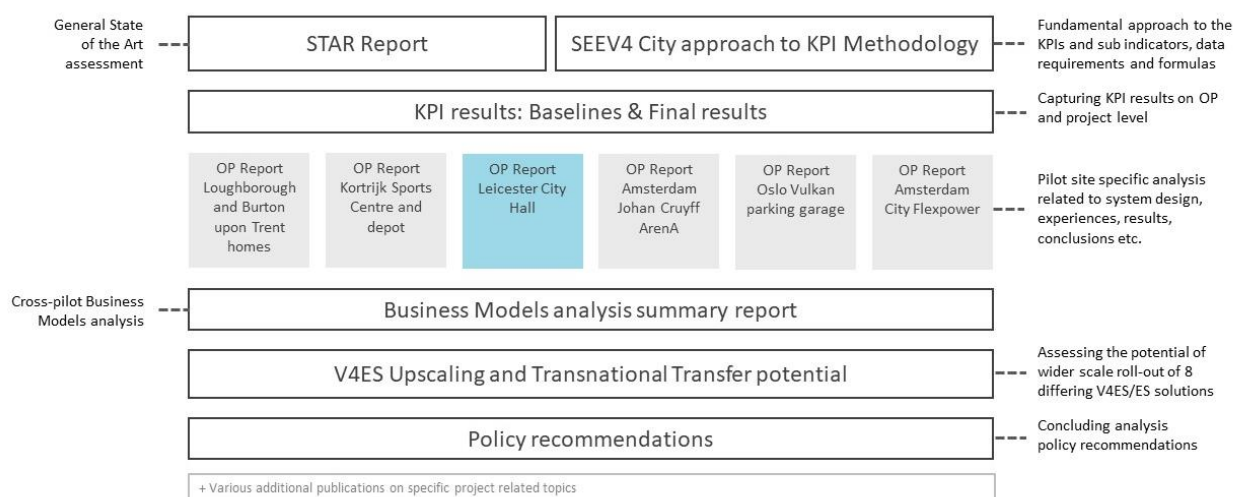 General State
of the Art
assessment
STAR Report
SEEV4 City approach to KPI Methodology
Fundamental approach to the
KPIs and sub indicators, data
requirements and formulas
KPI results: Baselines & Final results
Capturing KPI results on OP
and project level
OP Report
Loughborough
and Burton
upon Trent
homes
OP Report
Kortrijk Sports
Centre and
depot
OP Report
Leicester City
Hall
OP Report
Amsterdam
Johan Cruyff
ArenA
OP Report
Oslo Vulkan
parking garage
OP Report
Amsterdam
City Flexpower
Pilot site specific analysis
related to system design,
experiences, results,
conclusions etc.
Cross-pilot Business
Models analysis
Business Models analysis summary report
V4ES Upscaling and Transnational Transfer potential
Assessing the potential of
wider scale roll-out of 8
differing V4ES/ES solutions
Policy recommendations
Concluding analysis
policy recommendations
+ Various additional publications on specific project related topics